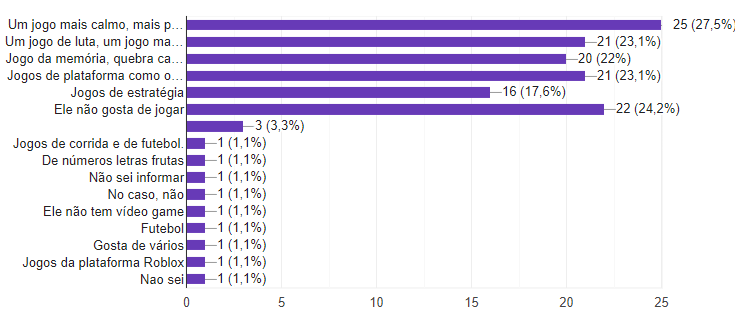 Um jogo mais calmo, mais p… 25 (27,5%)
Um jogo de luta, um jogo ma… 21 (23,1%)
Jogo da memória, quebra ca… 20 (22%)
Jogos de plataforma como o… 21 (23,1%)
Jogos de estratégia 16 (17,6%)
Ele não gosta de jogar 22 (24,2%)
3 (3,3%)
Jogos de corrida e de futebol. 1 (1,1%)
De números letras frutas 1 (1,1%)
Não sei informar 1 (1,1%)
No caso, não 1 (1,1%)
Ele não tem vídeo game 1 (1,1%)
Futebol 1 (1,1%)
Gosta de vários 1 (1,1%)
Jogos da plataforma Roblox 1 (1,1%)
Nao sei 1 (1,1%)
0 5 10 15 20 25